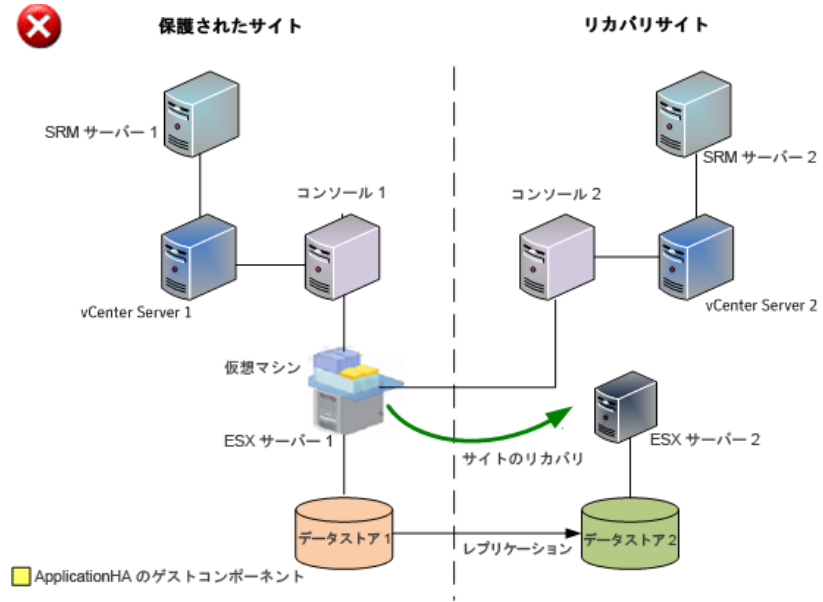 保護されたサイト
リカバリサイト
SRM サーバー 1
SRM サーバー 2
コンソール 1
コンソール 2
vCenter Server 1
vCenter Server 2
仮想マシン
ESX サーバー 1
ESX サーバー 2
サイトのリカバリ
データストア 1
レプリケーション
データストア 2
ApplicationHA のゲストコンポーネント